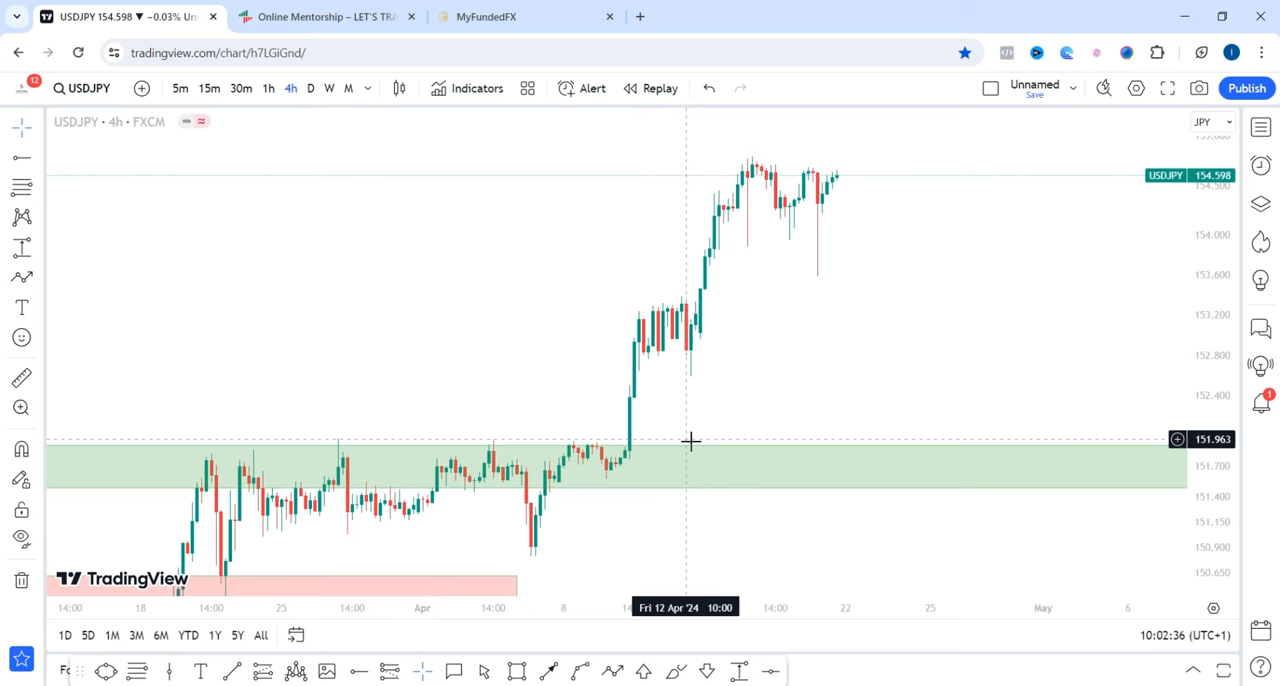 USDJPY 154.598 ▼ −0.03% Un
Online Mentorship – LET'S TRA
MyFundedFX
tradingview.com/chart/h7LGiGnd/
12
USDJPY
5m 15m 30m 1h 4h D W M
Indicators
Alert
Replay
Unnamed
Save
Publish
USDJPY · 4h · FXCM
JPY
USDJPY 154.598
154.500
154.000
153.600
153.200
152.800
152.400
151.963
151.700
151.400
151.150
150.900
150.650
1
TradingView
14:00 18 14:00 25 14:00 Apr 14:00 8 Fri 12 Apr '24 10:00 14:00 22 25 May 6
1D 5D 1M 3M 6M YTD 1Y 5Y All
10:02:36 (UTC+1)